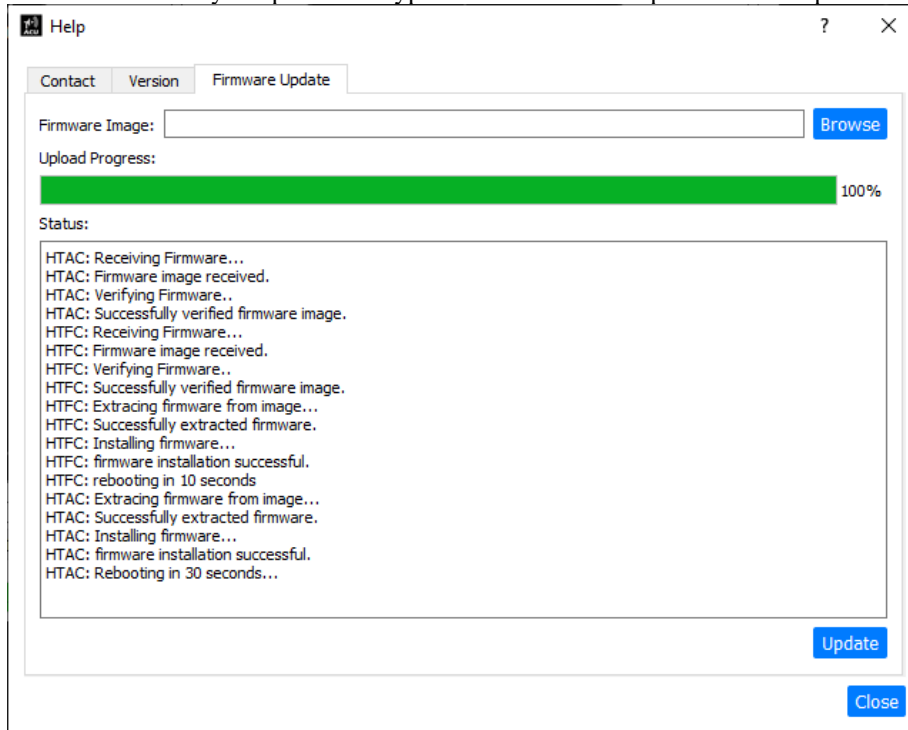 Help
?
Contact Version Firmware Update
Firmware Image:
Browse
Upload Progress:
100%
Status:
HTAC: Receiving Firmware...
HTAC: Firmware image received.
HTAC: Verifying Firmware..
HTAC: Successfully verified firmware image.
HTFC: Receiving Firmware...
HTFC: Firmware image received.
HTFC: Verifying Firmware..
HTFC: Successfully verified firmware image.
HTFC: Extracing firmware from image...
HTFC: Successfully extracted firmware.
HTFC: Installing firmware...
HTFC: firmware installation successful.
HTFC: rebooting in 10 seconds
HTAC: Extracing firmware from image...
HTAC: Successfully extracted firmware.
HTAC: Installing firmware...
HTAC: firmware installation successful.
HTAC: Rebooting in 30 seconds...
Update
Close